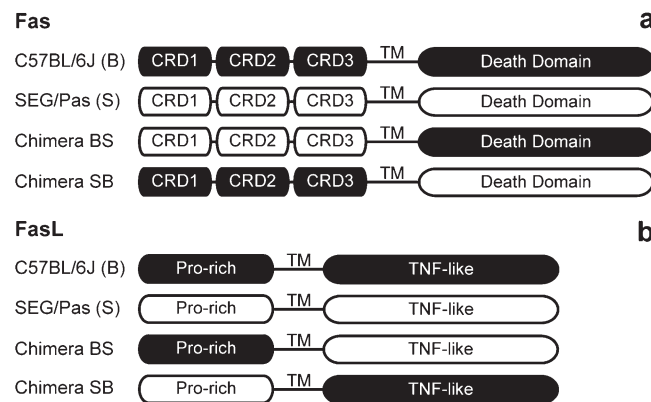 Fas a
C57BL/6J (B) CRD1 CRD2 CRD3 TM Death Domain
SEG/Pas (S) CRD1 CRD2 CRD3 TM Death Domain
Chimera BS CRD1 CRD2 CRD3 TM Death Domain
Chimera SB CRD1 CRD2 CRD3 TM Death Domain
FasL b
C57BL/6J (B) Pro-rich TM TNF-like
SEG/Pas (S) Pro-rich TM TNF-like
Chimera BS Pro-rich TM TNF-like
Chimera SB Pro-rich TM TNF-like